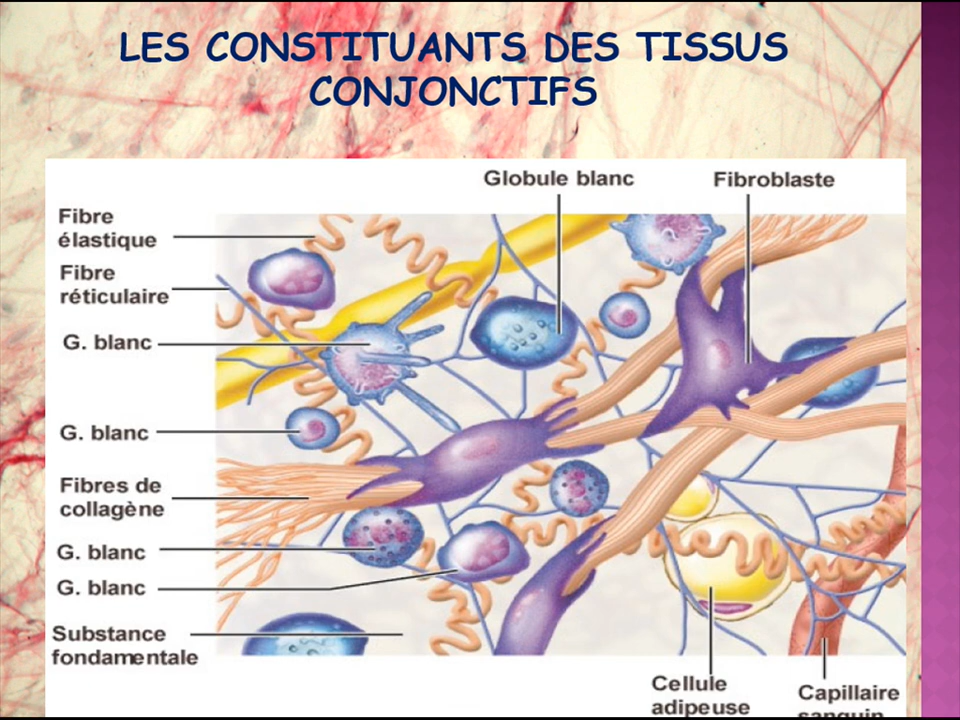 LES CONSTITUANTS DES TISSUS
CONJONCTIFS
Globule blanc
Fibroblaste
Fibre
élastique
Fibre
réticulaire
G. blanc
G. blanc
Fibres de
collagène
G. blanc
G. blanc
Substance
fondamentale
Cellule
adipeuse
Capillaire
sanguin